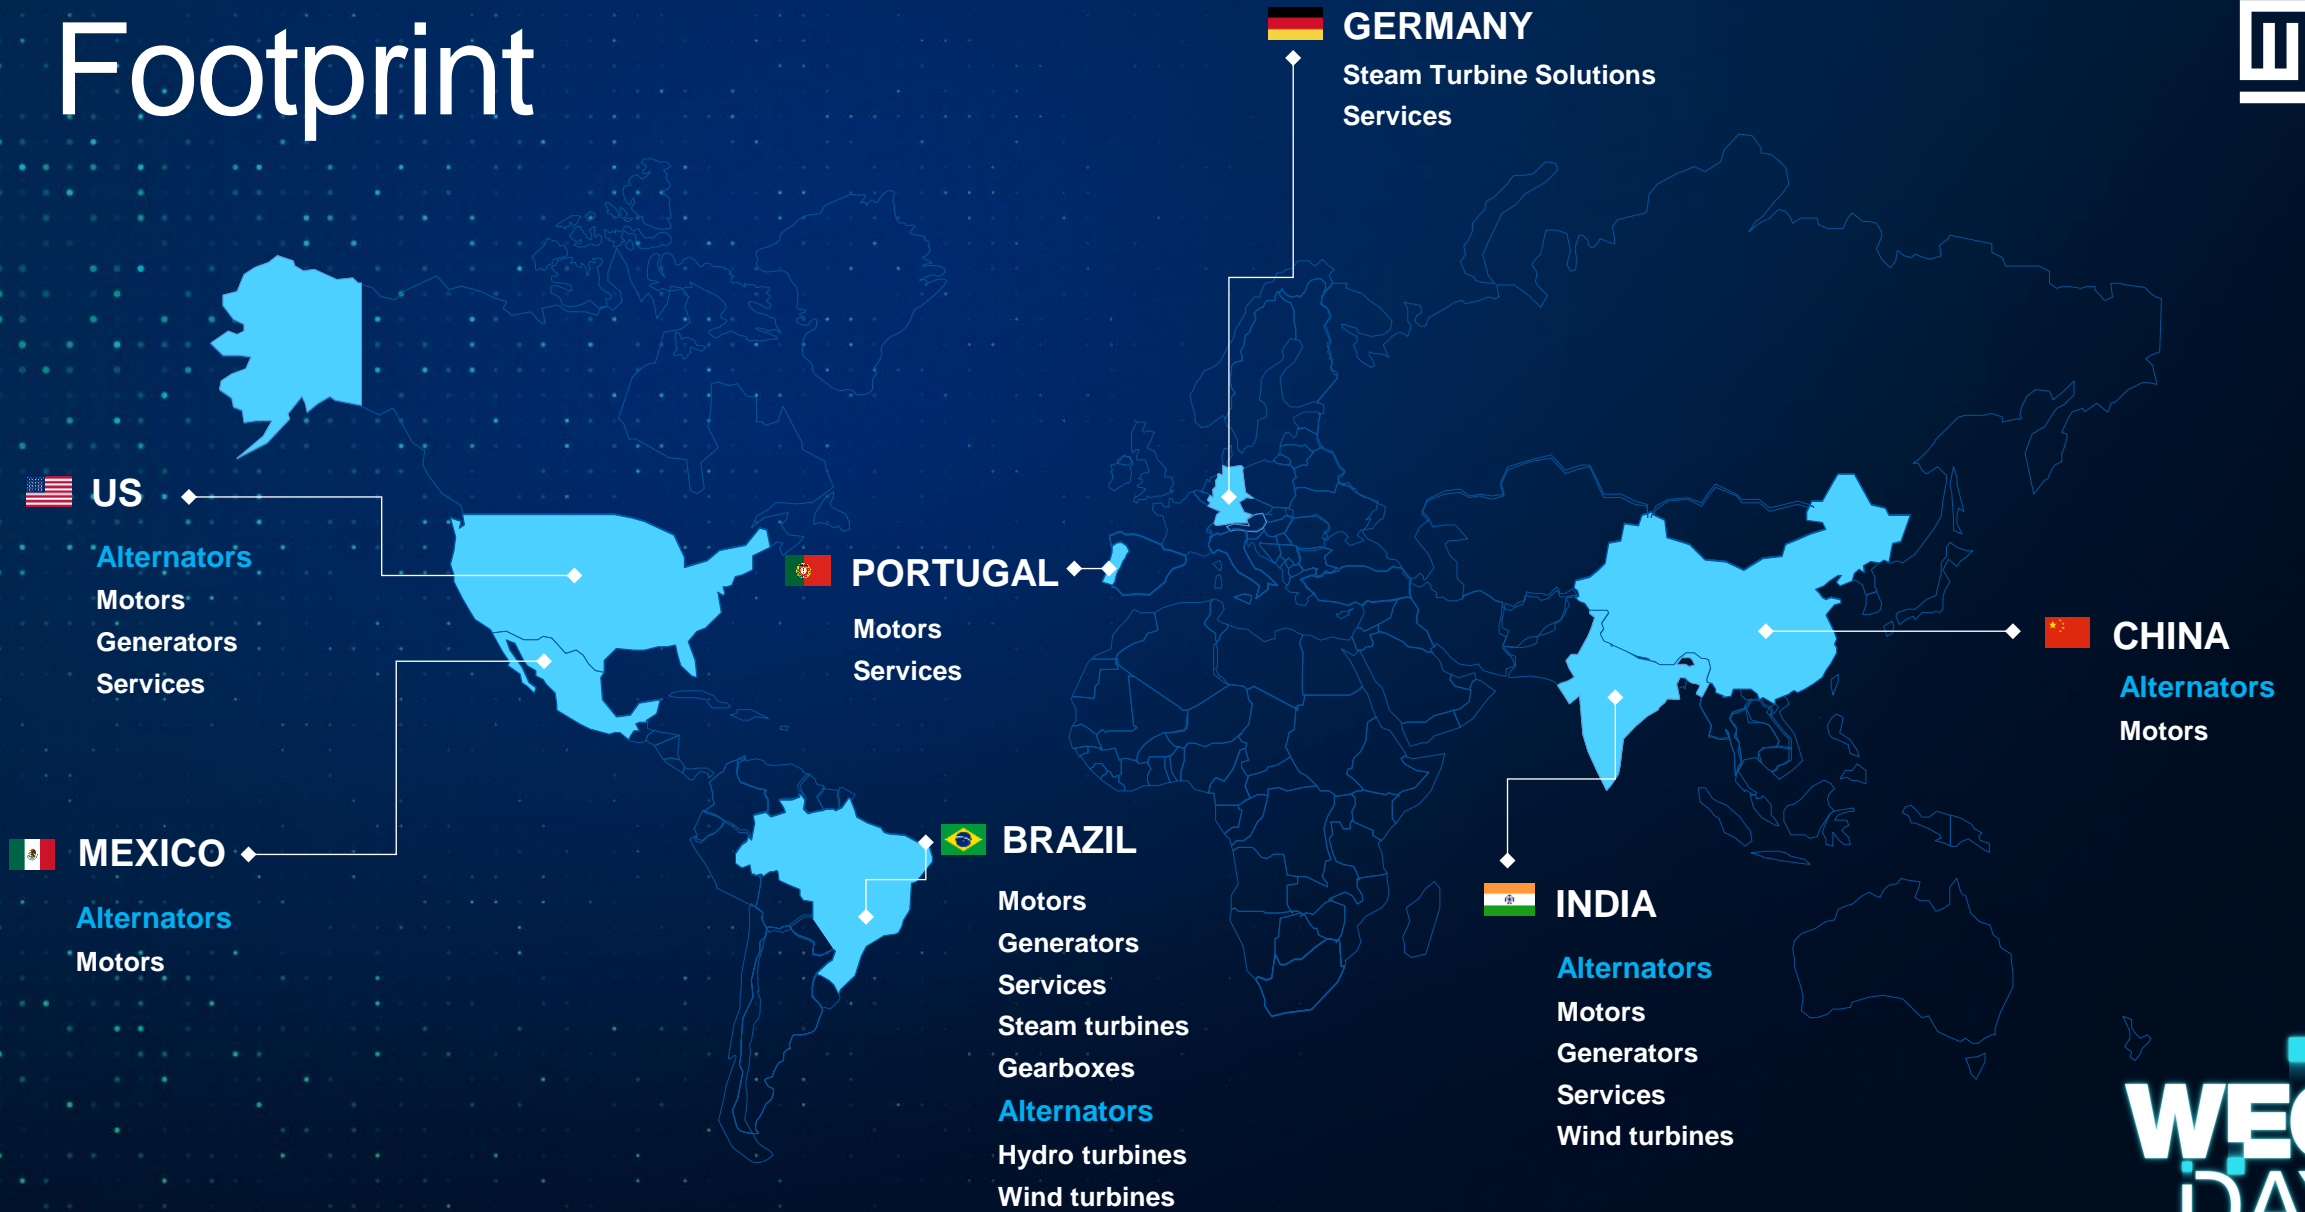 Footprint
GERMANY
Steam Turbine Solutions
Services
US
Alternators
Motors
Generators
Services
PORTUGAL
Motors
Services
CHINA
Alternators
Motors
MEXICO
Alternators
Motors
BRAZIL
Motors
Generators
Services
Steam turbines
Gearboxes
Alternators
Hydro turbines
Wind turbines
INDIA
Alternators
Motors
Generators
Services
Wind turbines